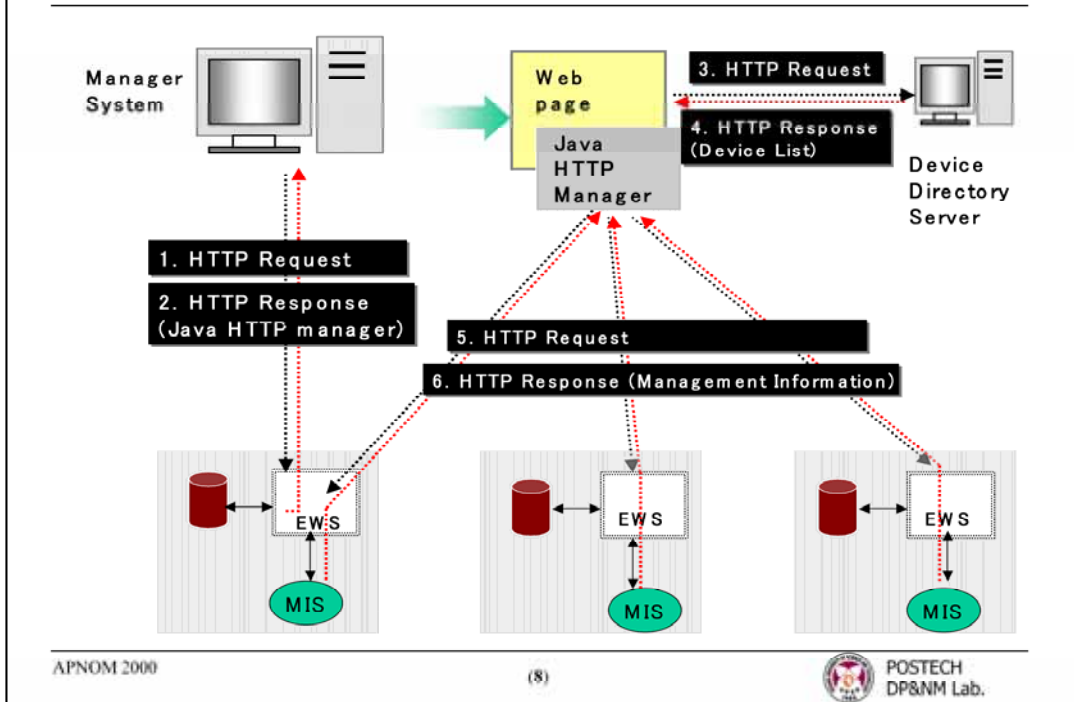 Manager
System
Web
page
Java
HTTP
Manager
3. HTTP Request
4. HTTP Response
(Device List)
Device
Directory
Server
1. HTTP Request
2. HTTP Response
(Java HTTP manager)
5. HTTP Request
6. HTTP Response (Management Information)
EWS
MIS
EWS
MIS
EWS
MIS
APNOM 2000
(8)
POSTECH
DP&NM Lab.